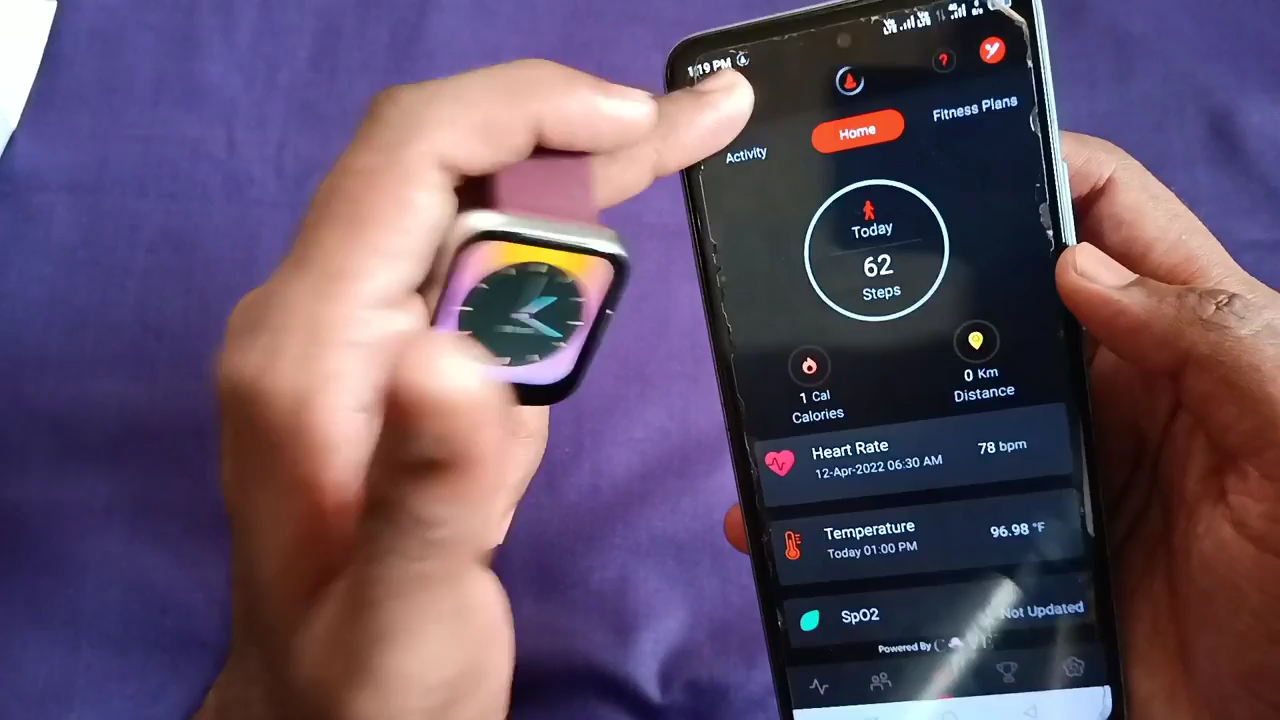 1:19 PM
Activity
Home
Fitness Plans
Today
62
Steps
1 Cal
Calories
0 Km
Distance
Heart Rate
12-Apr-2022 06:30 AM
78 bpm
Temperature
Today 01:00 PM
96.98 °F
SpO2
Not Updated
Powered By